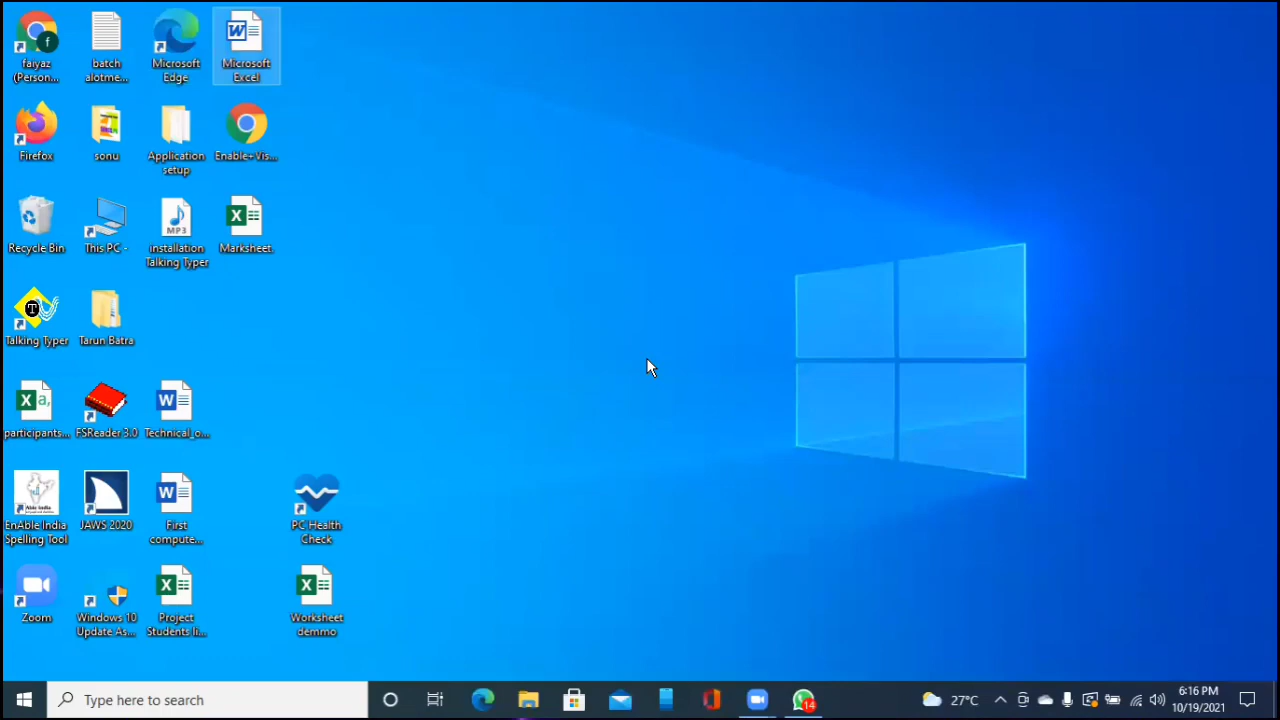 faiyaz
(Person...
batch
alotme...
Microsoft
Edge
Microsoft
Excel
Firefox
sonu
Application
setup
Enable+Vis...
Recycle Bin
This PC -
MP3
installation
Talking Typer
Marksheet
T
Talking Typer
Tarun Batra
participants...
FSReader 3.0
Technical_o...
EnAble India
Spelling Tool
JAWS 2020
First
compute...
PC Health
Check
Zoom
Windows 10
Update As...
Project
Students li...
Worksheet
demmo
Type here to search
14
27°C
6:16 PM
10/19/2021